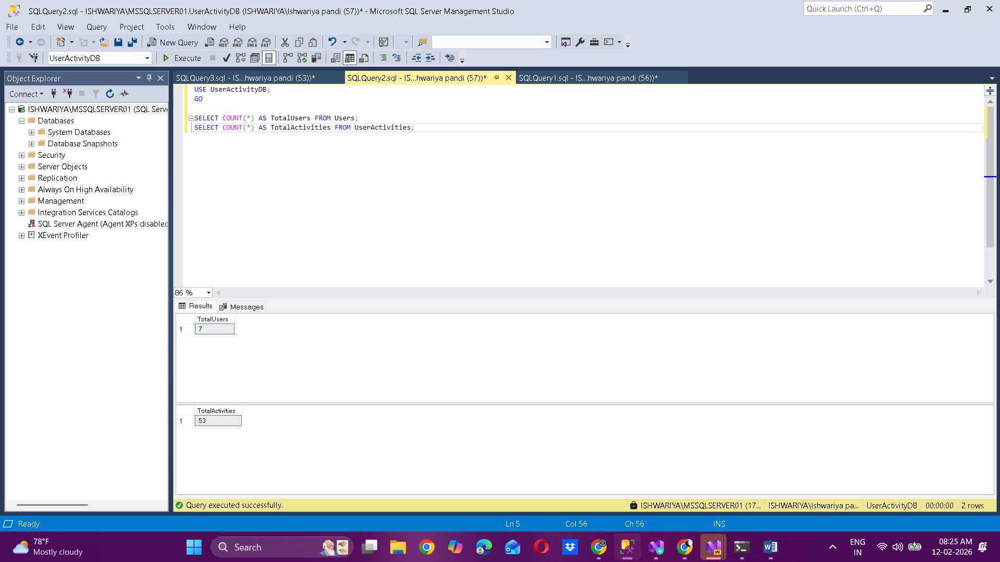 SQLQuery2.sql - ISHWARIYA\MSSQLSERVER01.UserActivityDB (ISHWARIYA\Ishwariya pandi (57))* - Microsoft SQL Server Management Studio
Quick Launch (Ctrl+Q)
File Edit View Query Project Tools Window Help
New Query MDX DMX XMLA DAX
UserActivityDB Execute
Object Explorer
Connect
ISHWARIYA\MSSQLSERVER01 (SQL Serv
Databases
System Databases
Database Snapshots
Security
Server Objects
Replication
Always On High Availability
Management
Integration Services Catalogs
SQL Server Agent (Agent XPs disabled
XEvent Profiler
SQLQuery3.sql - IS...hwariya pandi (53))* SQLQuery2.sql - IS...hwariya pandi (57))* SQLQuery1.sql - IS...hwariya pandi (56))*
USE UserActivityDB;
GO
SELECT COUNT(*) AS TotalUsers FROM Users;
SELECT COUNT(*) AS TotalActivities FROM UserActivities;
86 %
Results Messages
TotalUsers
1 7
TotalActivities
1 53
Query executed successfully. ISHWARIYA\MSSQLSERVER01 (17... ISHWARIYA\Ishwariya pa... UserActivityDB 00:00:00 2 rows
Ready Ln 5 Col 56 Ch 56 INS
78°F
Mostly cloudy
Search
ENG
IN
08:25 AM
12-02-2026